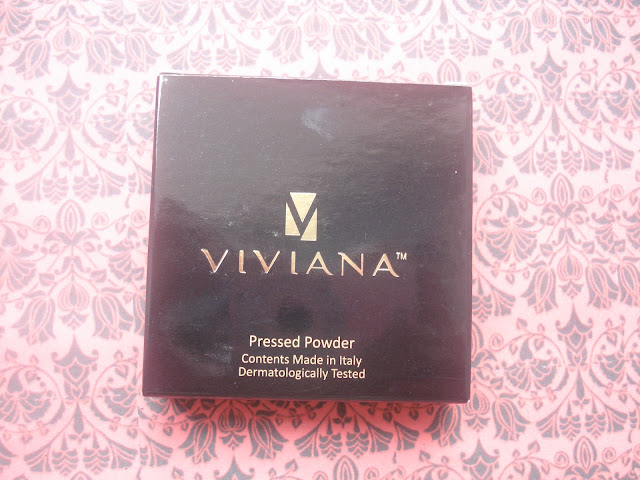 VIVIANA™
Pressed Powder
Contents Made in Italy
Dermatologically Tested